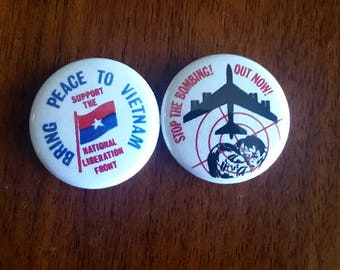 BRING PEACE TO VIETNAM
SUPPORT
THE
NATIONAL
LIBERATION
FRONT
STOP THE BOMBING!
OUT NOW!